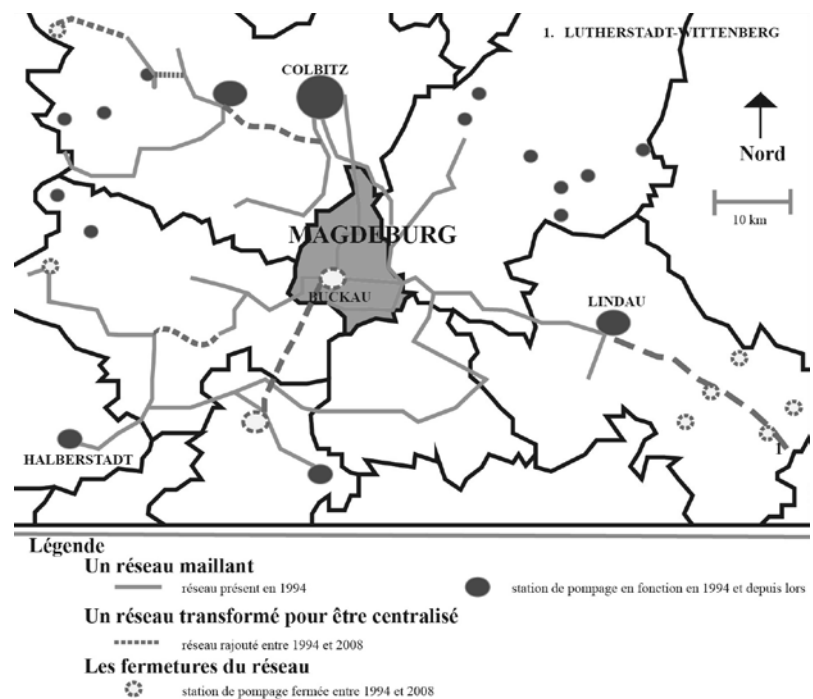 1. LUTHERSTADT-WITTENBERG
COLBITZ
Nord
10 km
MAGDEBURG
BUCKAU
LINDAU
1
HALBERSTADT
Légende
Un réseau maillant
réseau présent en 1994
station de pompage en fonction en 1994 et depuis lors
Un réseau transformé pour être centralisé
réseau rajouté entre 1994 et 2008
Les fermetures du réseau
station de pompage fermée entre 1994 et 2008